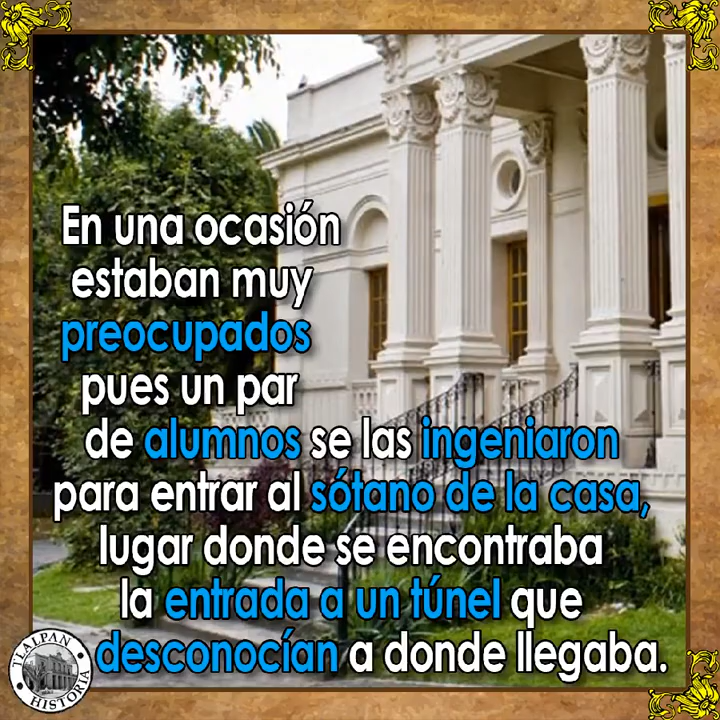 En una ocasión
estaban muy
preocupados
pues un par
de alumnos se las ingeniaron
para entrar al sótano de la casa,
lugar donde se encontraba
la entrada a un túnel que
desconocían a donde llegaba.
TLALPAN
HISTORIA